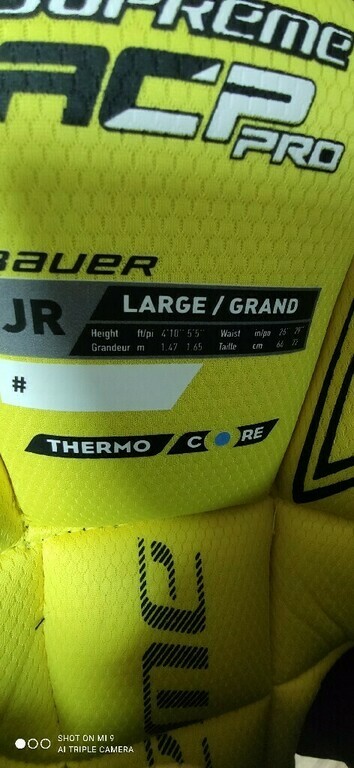 SUPREME
ACP
PRO
BAUER
JR
LARGE / GRAND
Height ft/pi 4'10" 5'5" Waist in/po 26" 29"
Grandeur m 1.47 1.65 Taille cm 66
#
THERMO CORE
SHOT ON MI 9
AI TRIPLE CAMERA